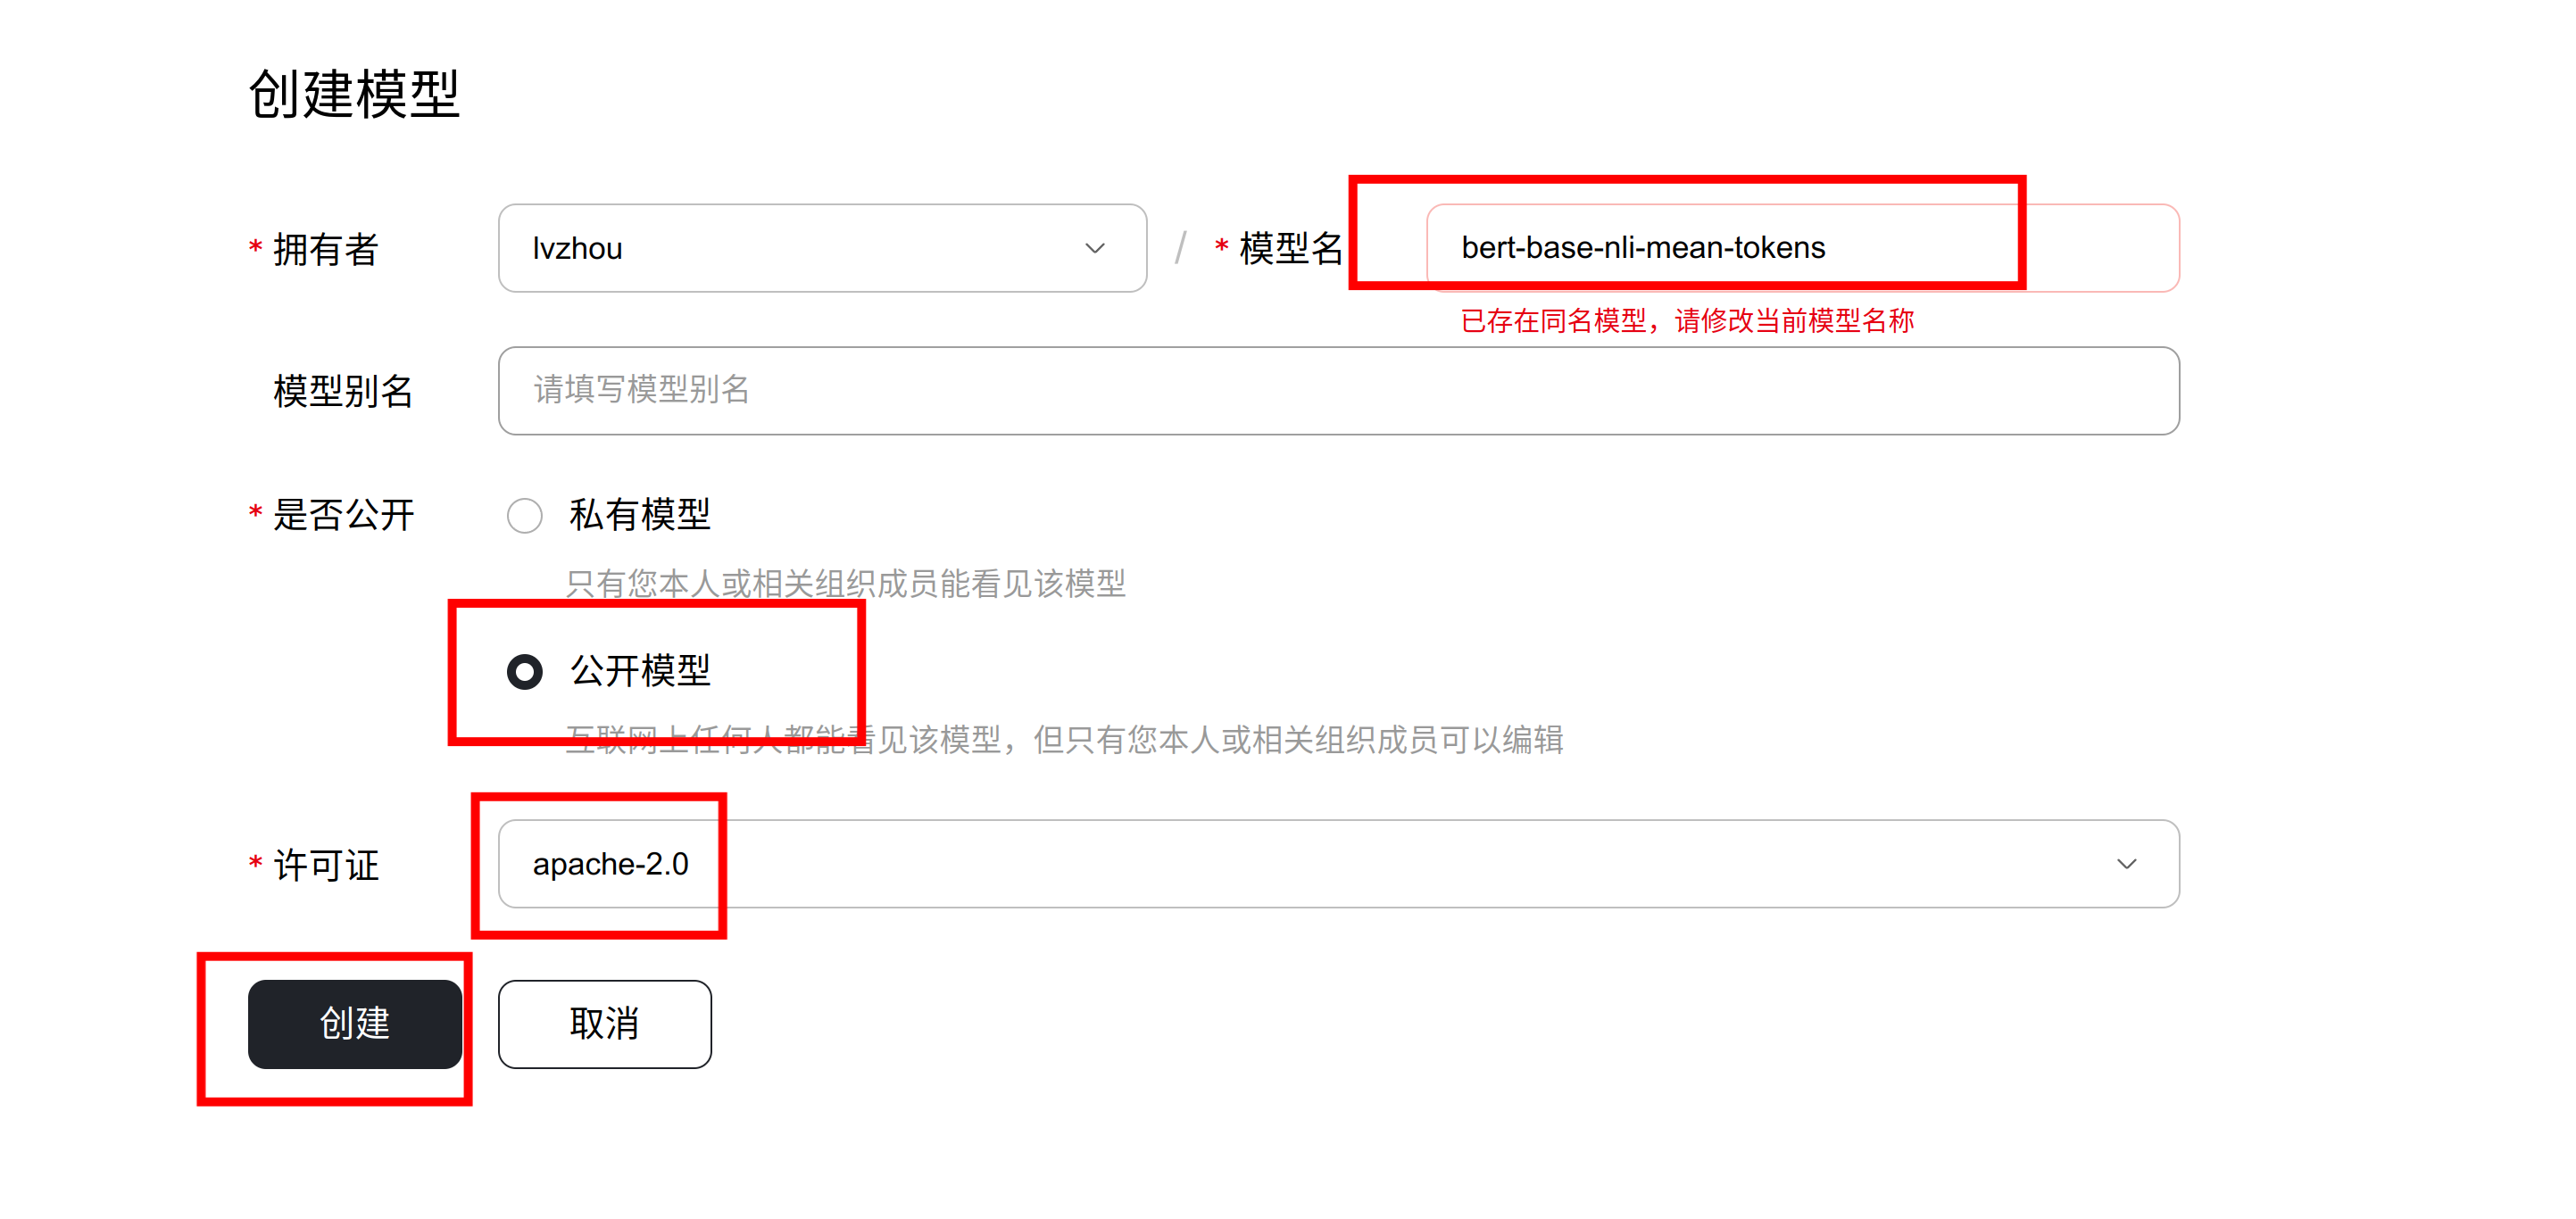 创建模型
* 拥有者 lvzhou / * 模型名 bert-base-nli-mean-tokens
已存在同名模型，请修改当前模型名称
模型别名 请填写模型别名
* 是否公开 私有模型
只有您本人或相关组织成员能看见该模型
公开模型
互联网上任何人都能看见该模型，但只有您本人或相关组织成员可以编辑
* 许可证 apache-2.0
创建 取消